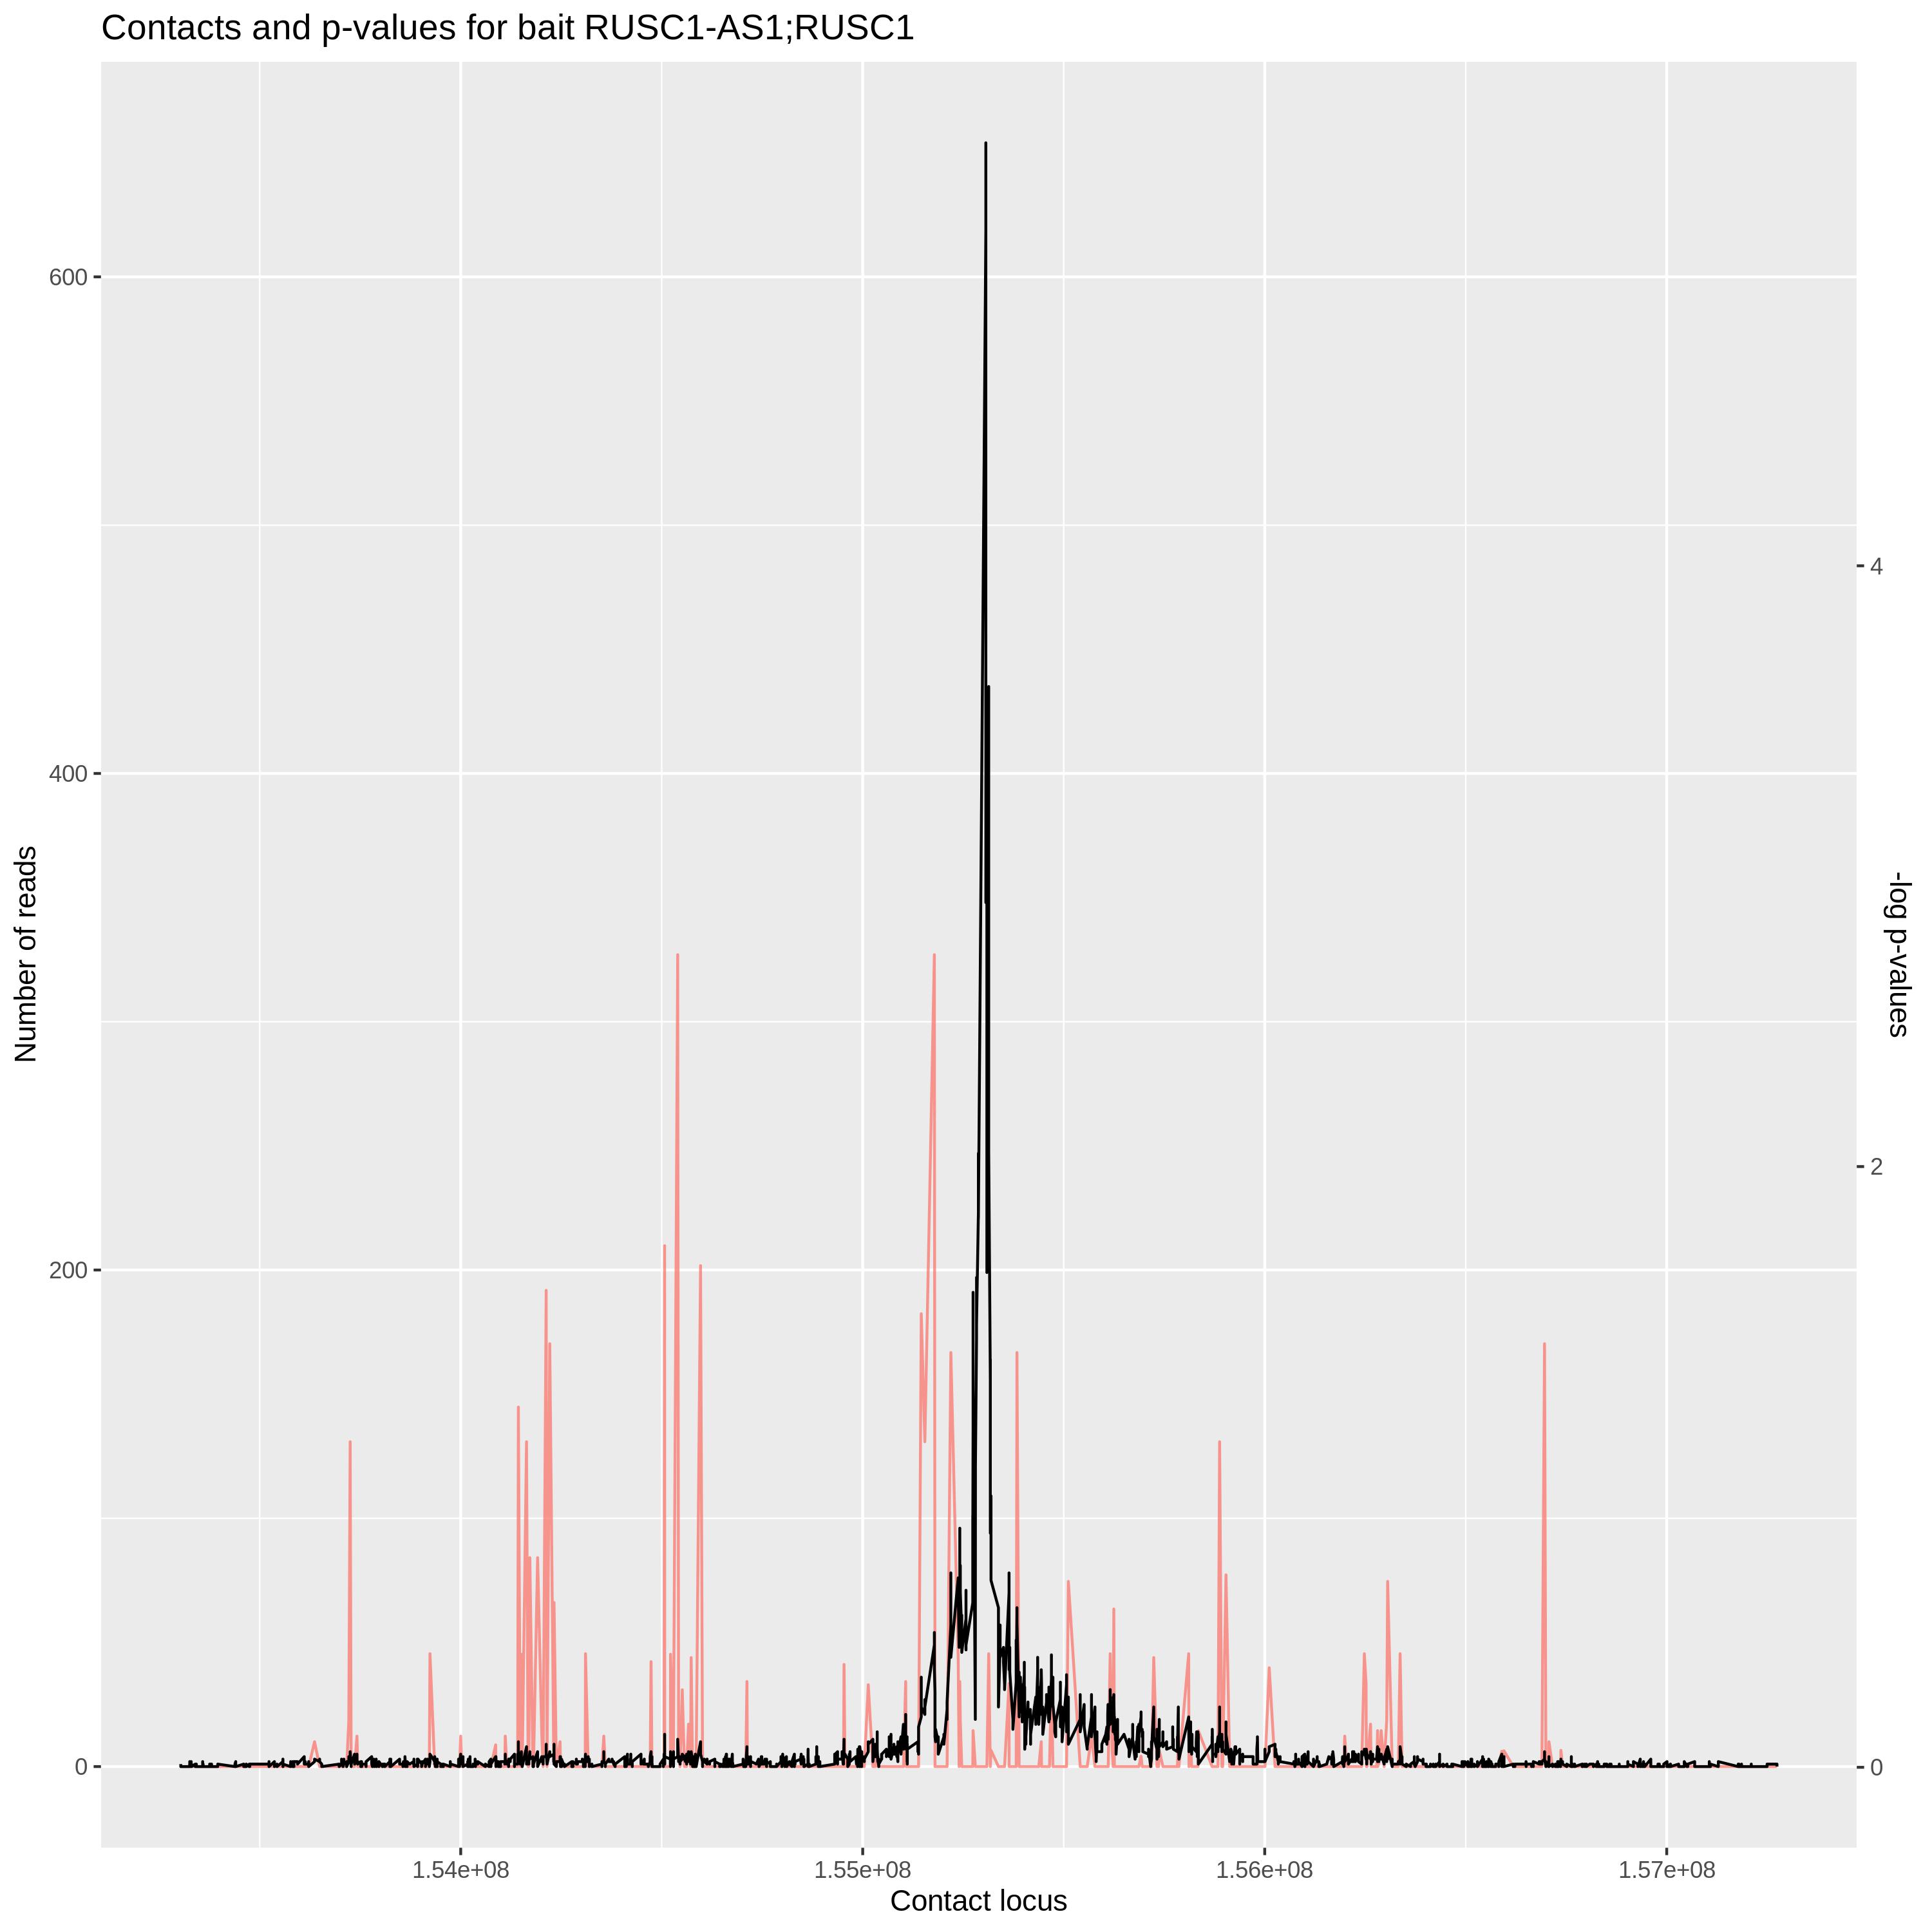 Contacts and p-values for bait RUSC1-AS1;RUSC1
600
400
200
0
Number of reads
4
2
0
-log p-values
1.54e+08
1.55e+08
1.56e+08
1.57e+08
Contact locus